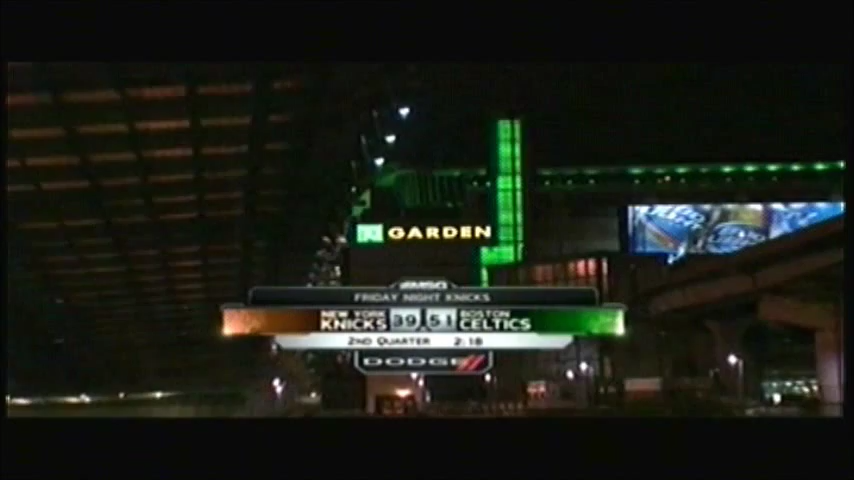 GARDEN
MSG
FRIDAY NIGHT KNICKS
NEW YORK KNICKS 39 51 BOSTON CELTICS
2ND QUARTER 2:18
DODGE